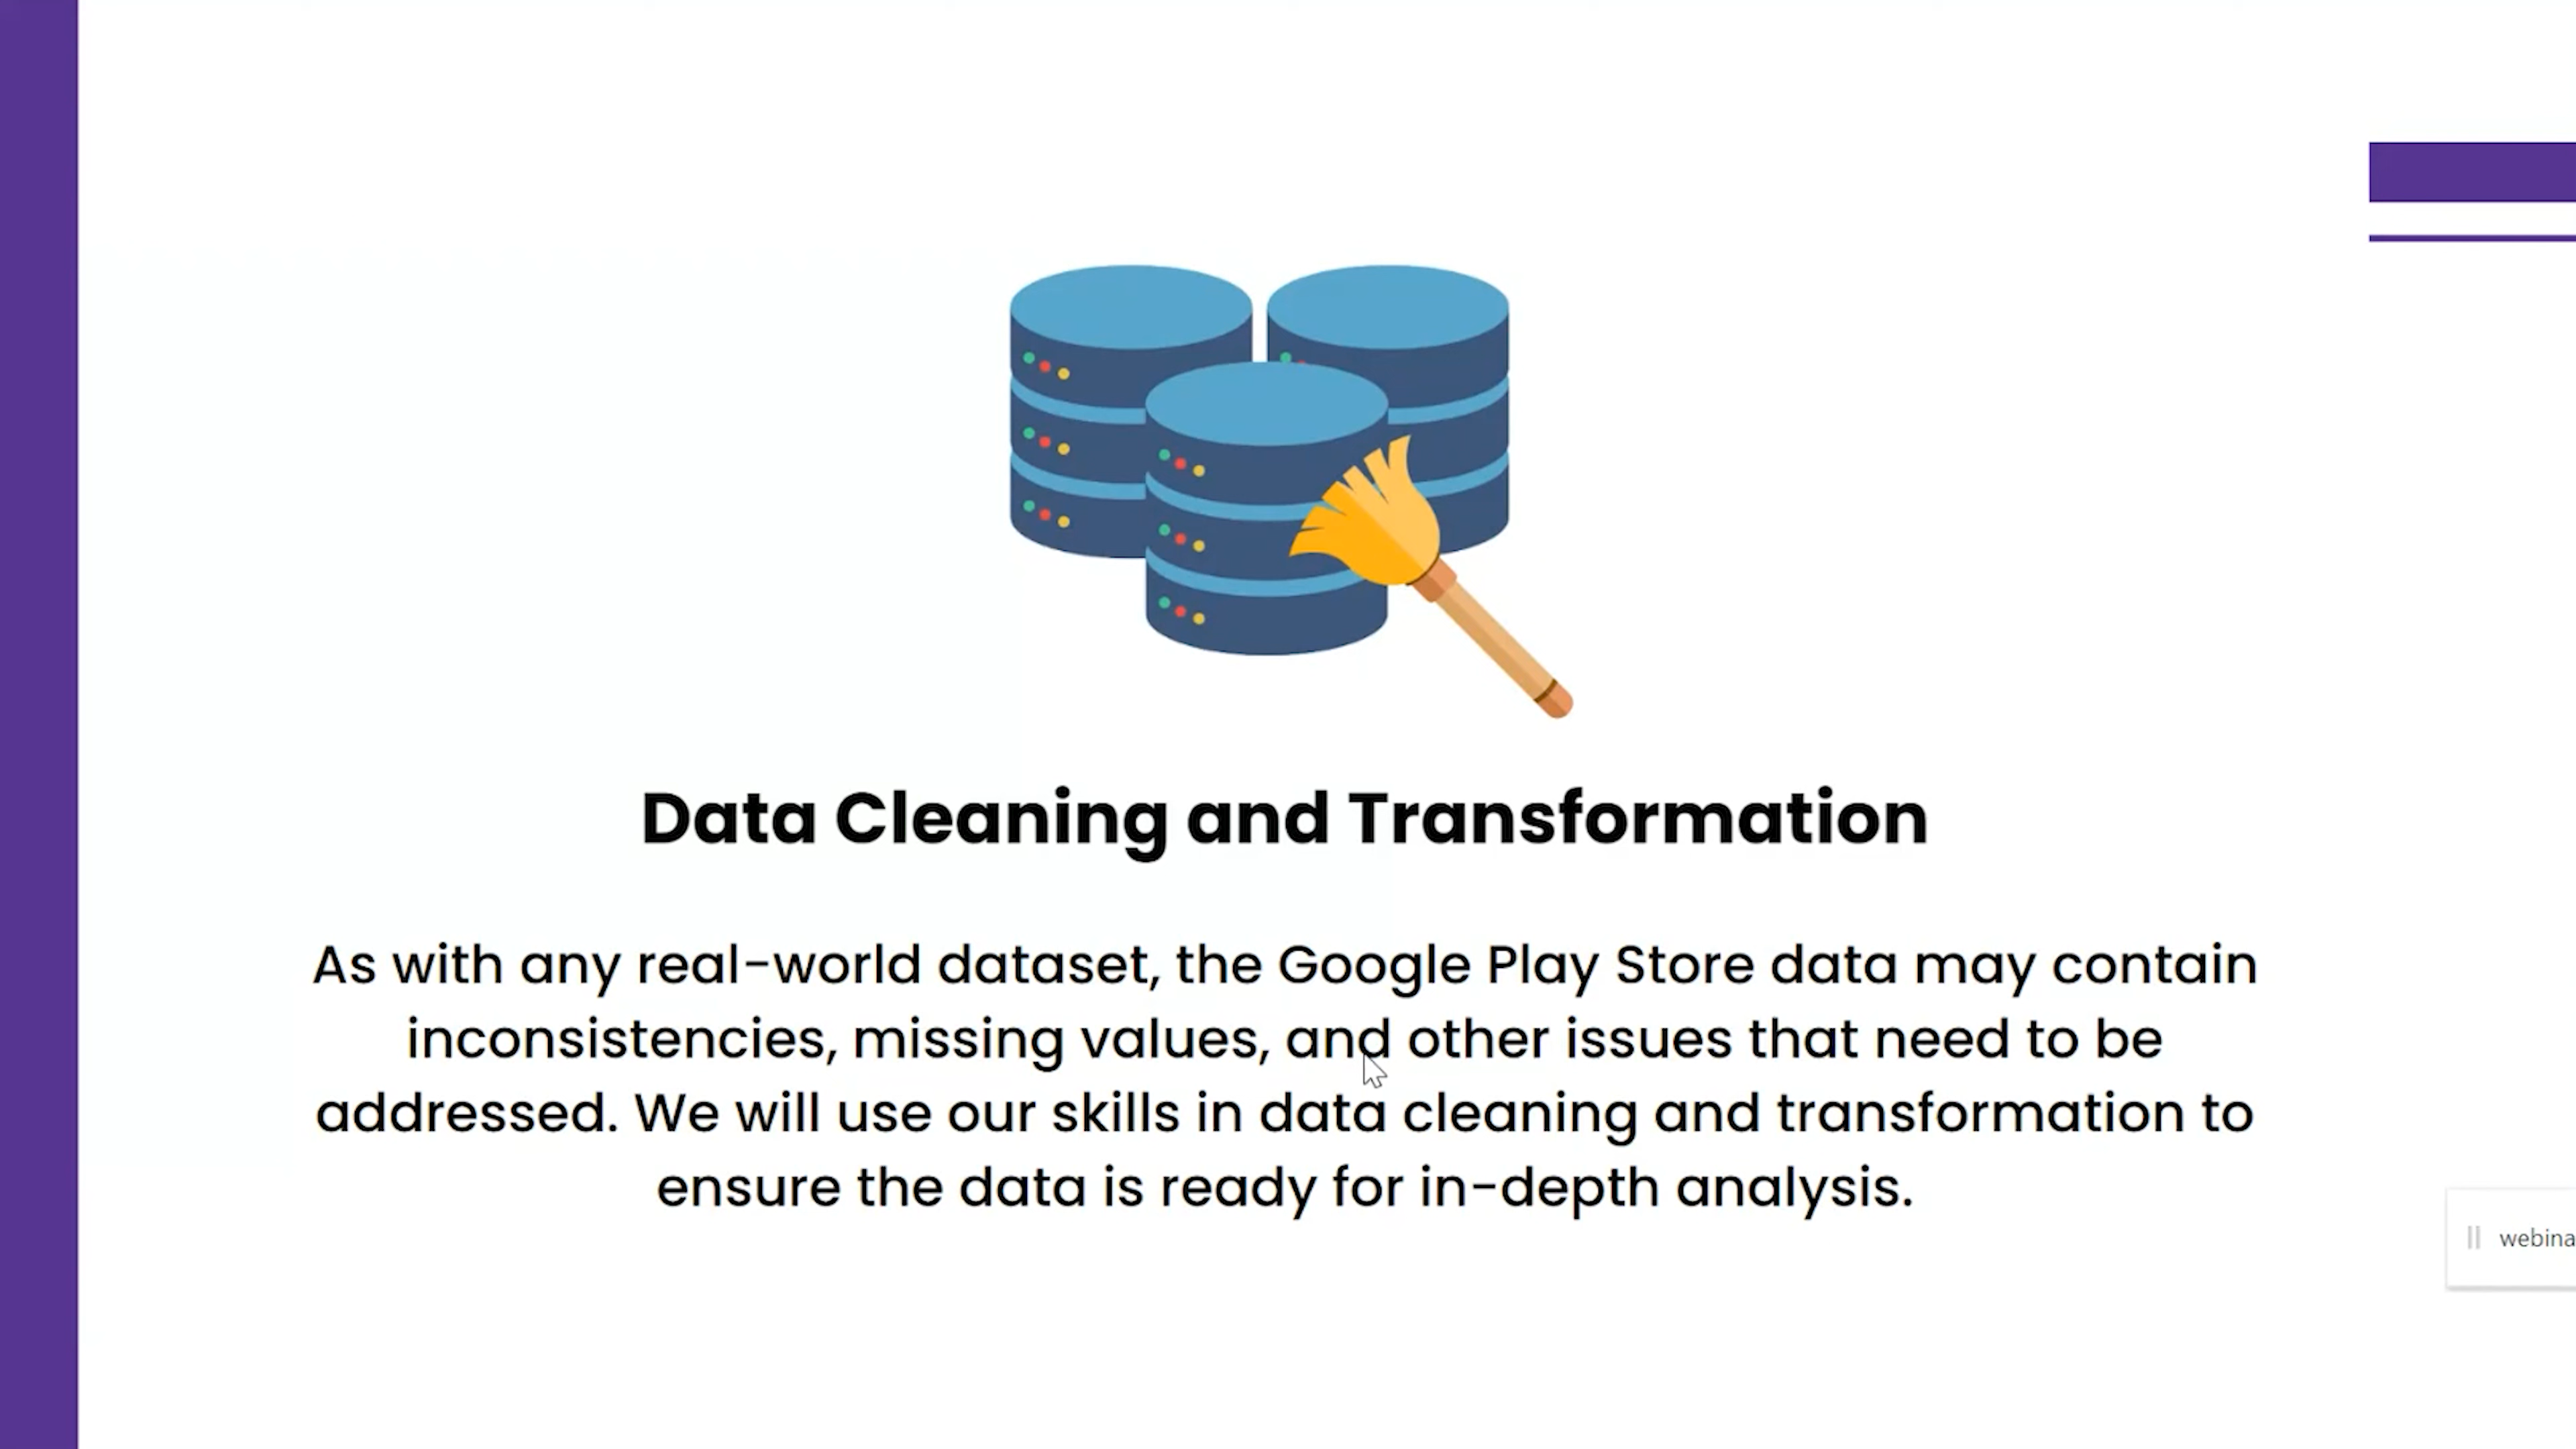 Data Cleaning and Transformation
As with any real-world dataset, the Google Play Store data may contain
inconsistencies, missing values, and other issues that need to be
addressed. We will use our skills in data cleaning and transformation to
ensure the data is ready for in-depth analysis.
webina